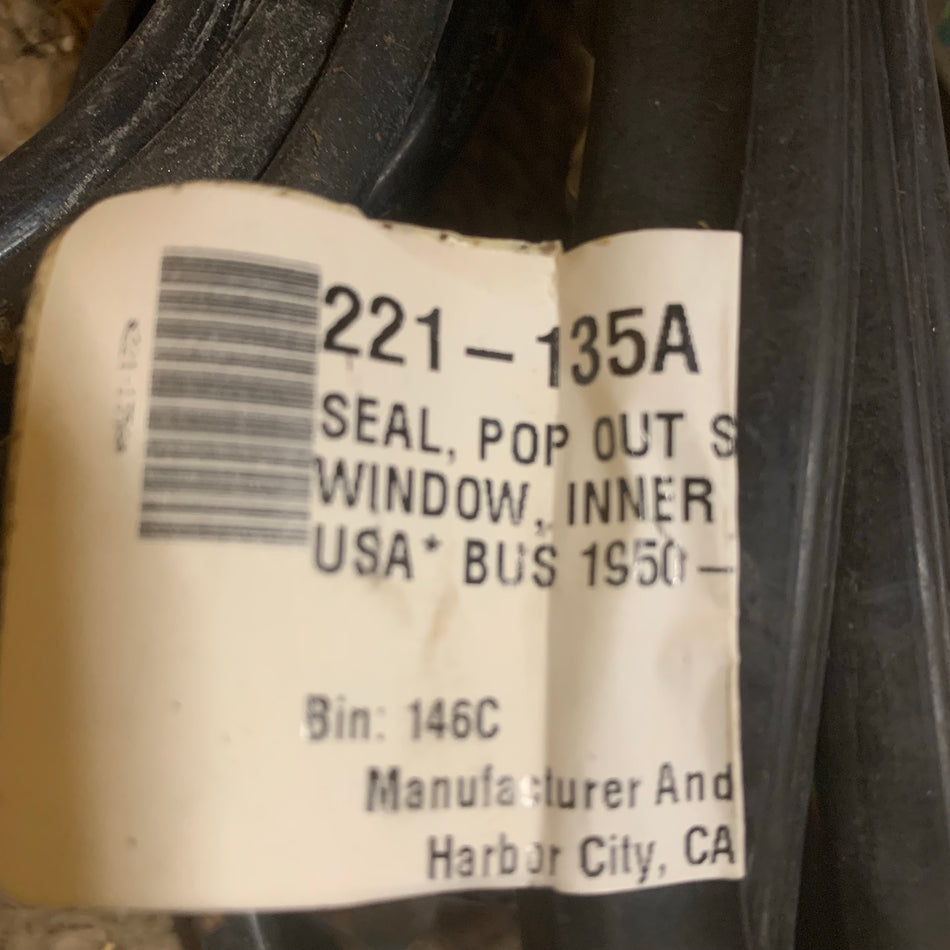 221-135A
SEAL, POP OUT S
WINDOW, INNER
USA* BUS 1950-
Bin: 146C
Manufacturer And
Harbor City, CA